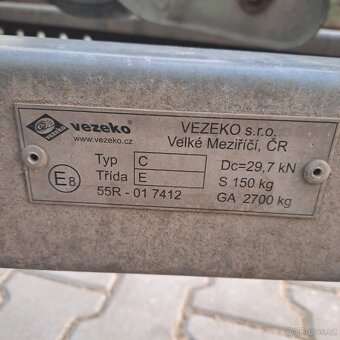 vezeko
vezeko®
www.vezeko.cz
VEZEKO s.r.o.
Velké Meziříčí, ČR
Typ C
Dc=29,7 kN
Třída E
S 150 kg
E8
55R - 01 7412
GA 2700 kg